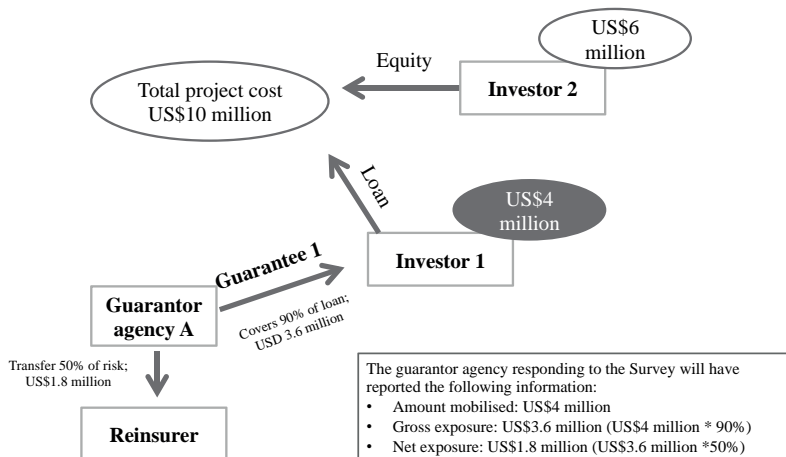 US$6
million
Equity
Investor 2
Total project cost
US$10 million
Loan
US$4
million
Investor 1
Guarantee 1
Covers 90% of loan;
USD 3.6 million
Guarantor
agency A
Transfer 50% of risk;
US$1.8 million
Reinsurer
The guarantor agency responding to the Survey will have
reported the following information:
• Amount mobilised: US$4 million
• Gross exposure: US$3.6 million (US$4 million * 90%)
• Net exposure: US$1.8 million (US$3.6 million *50%)